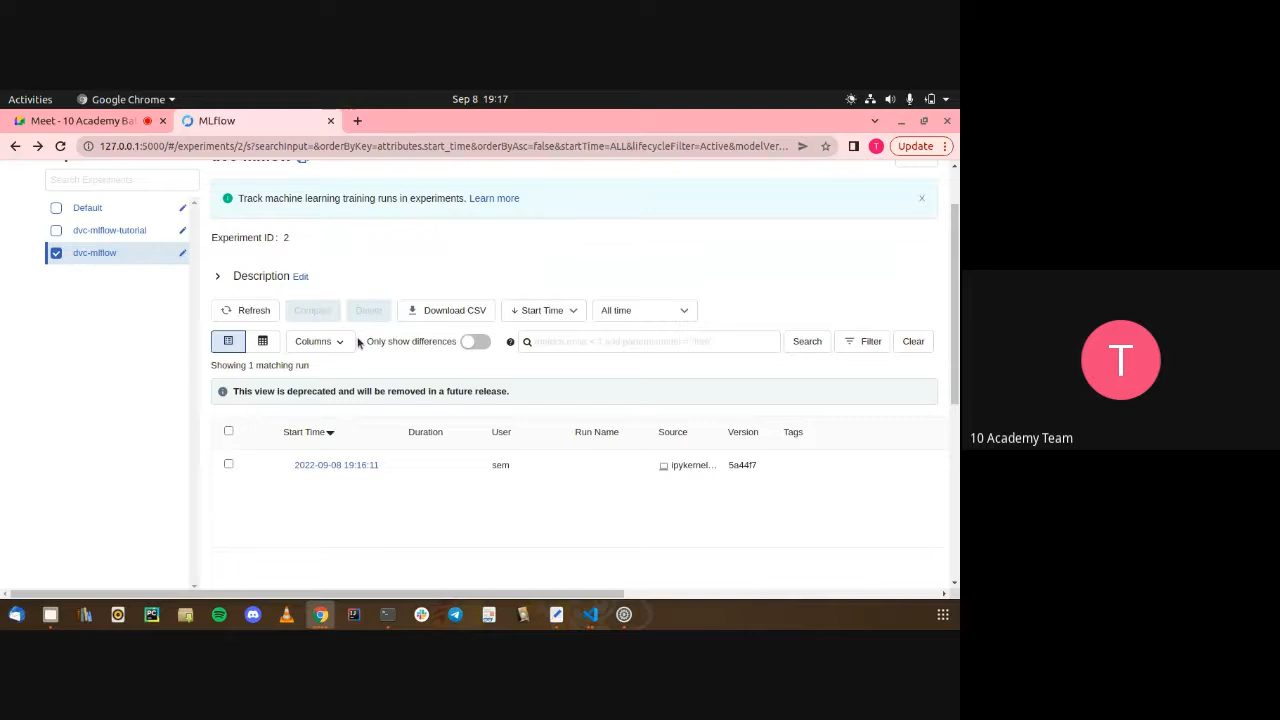 Activities
Google Chrome
Sep 8 19:17
Meet - 10 Academy Bat
MLflow
127.0.0.1:5000/#/experiments/2/s?searchInput=&orderByKey=attributes.start_time&orderByAsc=false&startTime=ALL&lifecycleFilter=Active&modelVer...
T
Update
dvc-mlflow
Search Experiments
Track machine learning training runs in experiments. Learn more
Default
dvc-mlflow-tutorial
dvc-mlflow
Experiment ID: 2
Description Edit
Refresh
Compare
Delete
Download CSV
Start Time
All time
Columns
Only show differences
Search
Filter
Clear
Showing 1 matching run
This view is deprecated and will be removed in a future release.
Start Time Duration User Run Name Source Version Tags
2022-09-08 19:16:11 sem ipykernel... 5a44f7
T
10 Academy Team